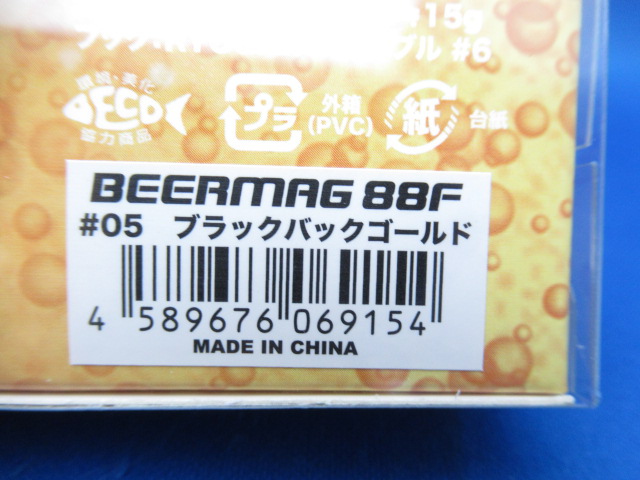 15g
#6
環境・美化
ECO
協力商品
プラ
外箱
(PVC)
紙
台紙
BEERMAG 88F
#05 ブラックバックゴールド
4 589676 069154
MADE IN CHINA